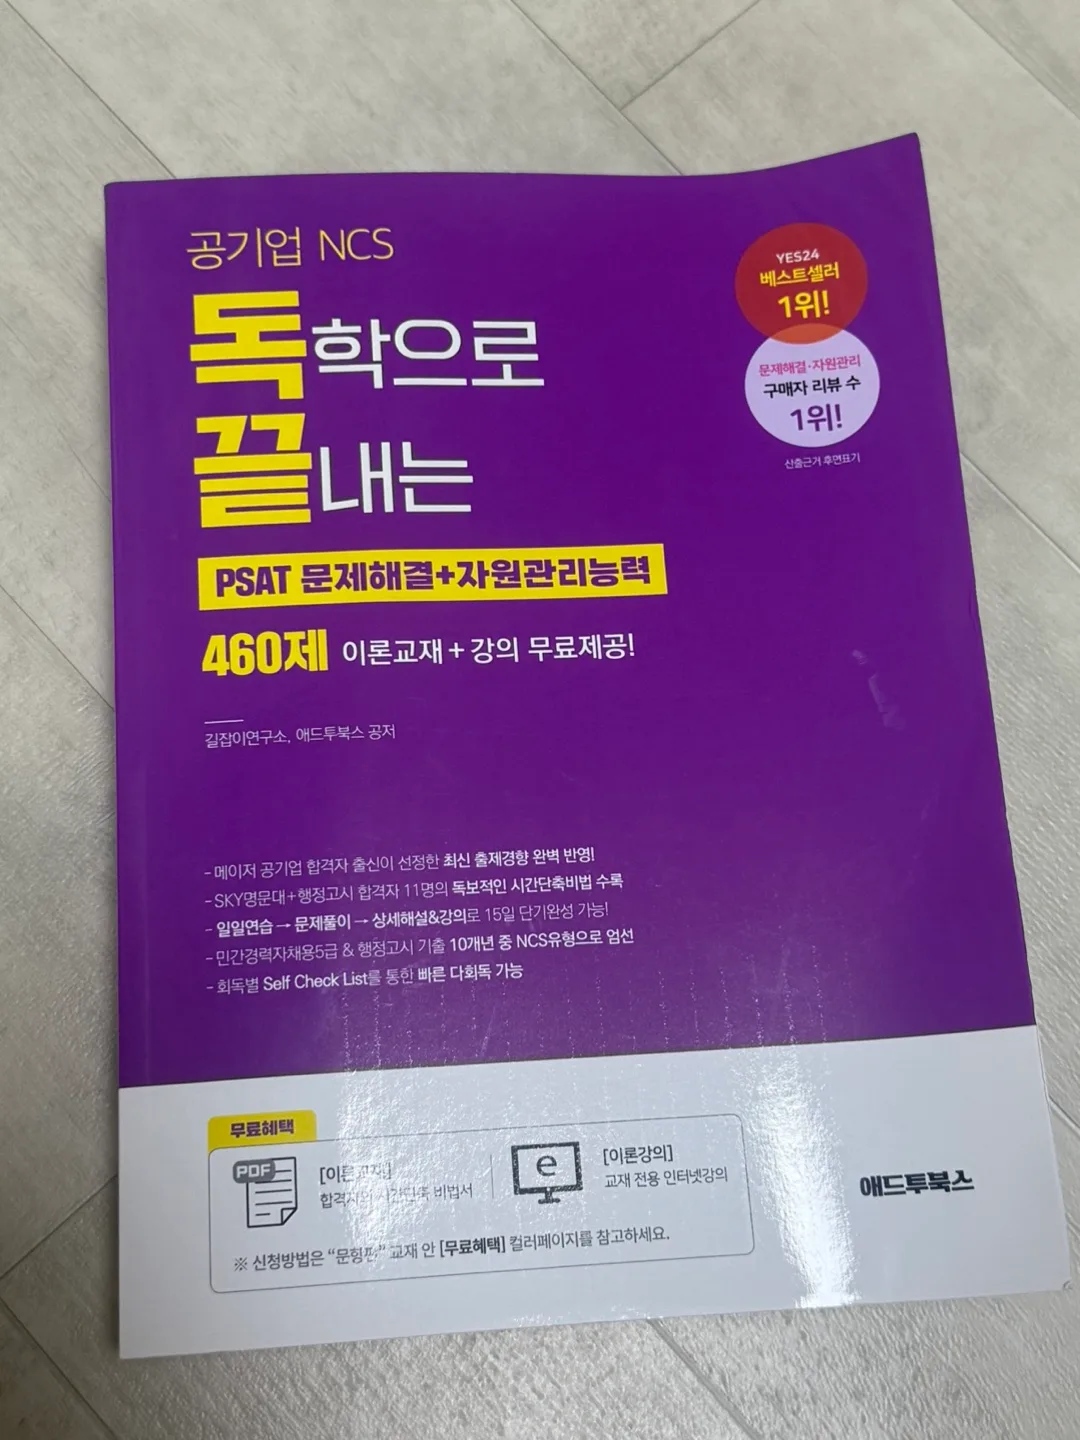 공기업 NCS
독학으로
끝내는
PSAT 문제해결+자원관리능력
460제 이론교재 + 강의 무료제공!
길잡이연구소, 애드투북스 공저
YES24
베스트셀러
1위!
문제해결·자원관리
구매자 리뷰 수
1위!
산출근거 후면표기
- 메이저 공기업 합격자 출신이 선정한 최신 출제경향 완벽 반영!
- SKY명문대+행정고시 합격자 11명의 독보적인 시간단축비법 수록
- 일일연습 → 문제풀이 → 상세해설&강의로 15일 단기완성 가능!
- 민간경력자채용5급 & 행정고시 기출 10개년 중 NCS유형으로 엄선
- 회독별 Self Check List를 통한 빠른 다회독 가능
무료혜택
PDF
[이론교재]
합격자의 시간단축 비법서
e
[이론강의]
교재 전용 인터넷강의
※ 신청방법은 “문항판” 교재 안 [무료혜택] 컬러페이지를 참고하세요.
애드투북스